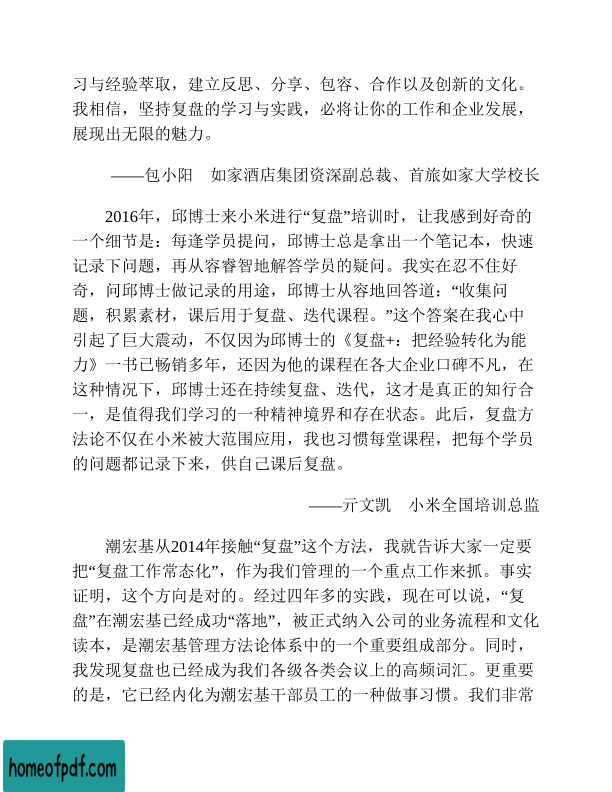 习与经验萃取，建立反思、分享、包容、合作以及创新的文化。
我相信，坚持复盘的学习与实践，必将让你的工作和企业发展，
展现出无限的魅力。
——包小阳　如家酒店集团资深副总裁、首旅如家大学校长
2016年，邱博士来小米进行“复盘”培训时，让我感到好奇的
一个细节是：每逢学员提问，邱博士总是拿出一个笔记本，快速
记录下问题，再从容睿智地解答学员的疑问。我实在忍不住好
奇，问邱博士做记录的用途，邱博士从容地回答道：“收集问
题，积累素材，课后用于复盘、迭代课程。”这个答案在我心中
引起了巨大震动，不仅因为邱博士的《复盘+：把经验转化为能
力》一书已畅销多年，还因为他的课程在各大企业口碑不凡，在
这种情况下，邱博士还在持续复盘、迭代，这才是真正的知行合
一，是值得我们学习的一种精神境界和存在状态。此后，复盘方
法论不仅在小米被大范围应用，我也习惯每堂课程，把每个学员
的问题都记录下来，供自己课后复盘。
——亓文凯　小米全国培训总监
潮宏基从2014年接触“复盘”这个方法，我就告诉大家一定要
把“复盘工作常态化”，作为我们管理的一个重点工作来抓。事实
证明，这个方向是对的。经过四年多的实践，现在可以说，“复
盘”在潮宏基已经成功“落地”，被正式纳入公司的业务流程和文化
读本，是潮宏基管理方法论体系中的一个重要组成部分。同时，
我发现复盘也已经成为我们各级各类会议上的高频词汇。更重要
的是，它已经内化为潮宏基干部员工的一种做事习惯。我们非常
homeofpdf.com